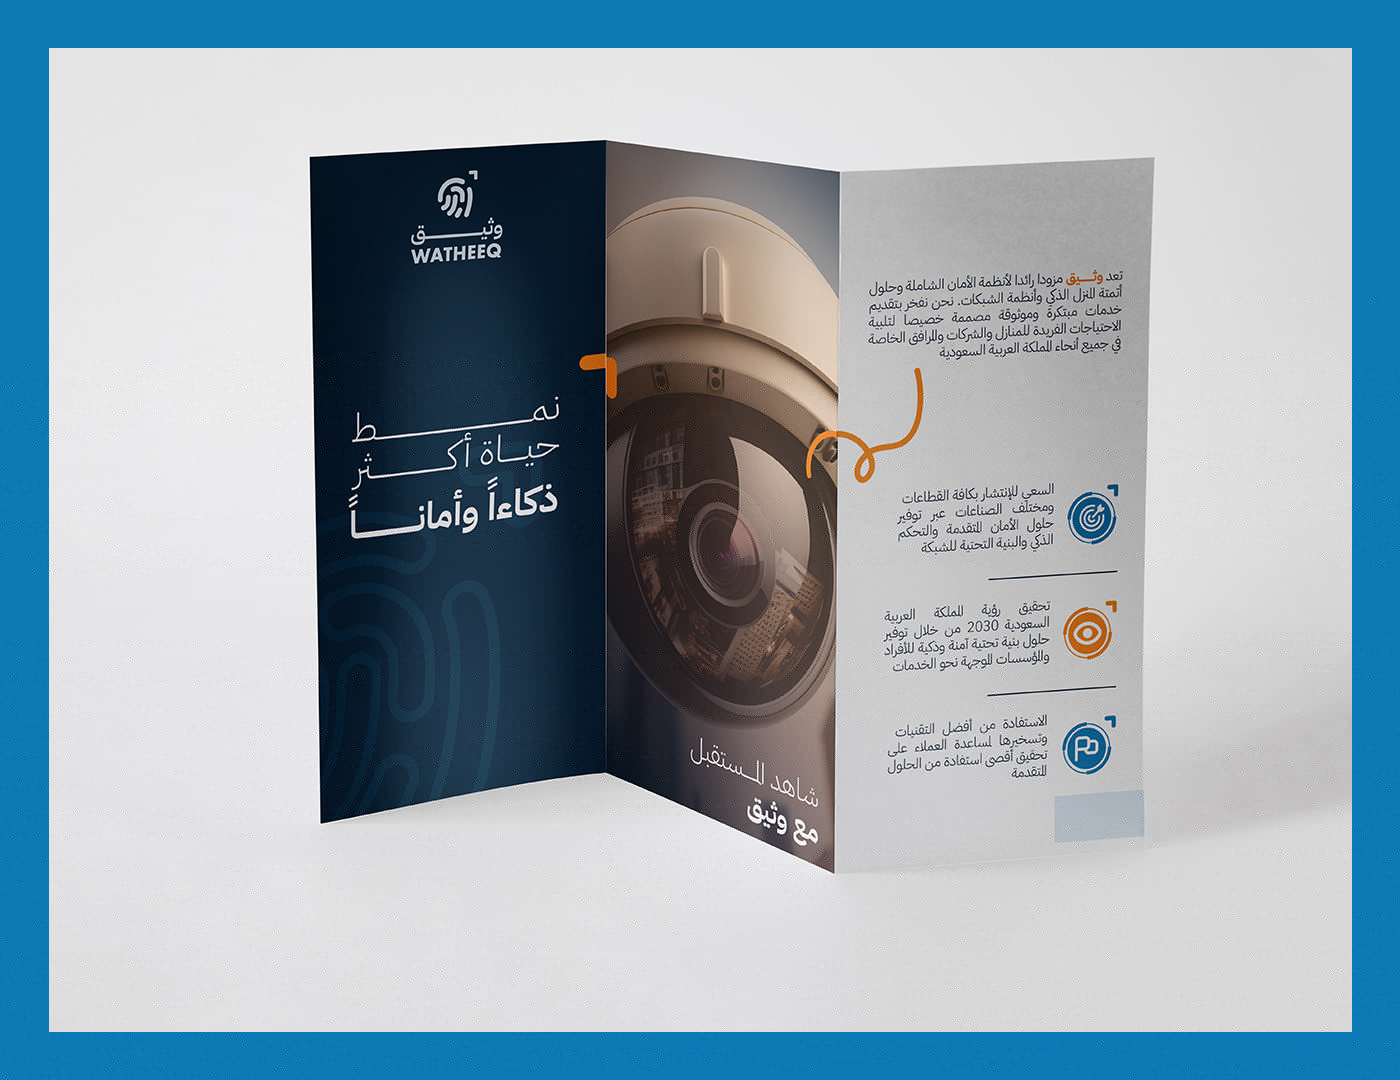 وثيق
WATHEEQ
نمط
حياة أكثر
ذكاءاً وأماناً
شاهد المستقبل
مع وثيق
تعد وثيق مزودا رائدا لأنظمة الأمان الشاملة وحلول
أتمتة المنزل الذكي وأنظمة الشبكات. نحن نفخر بتقديم
خدمات مبتكرة وموثوقة مصممة خصيصا لتلبية
الاحتياجات الفريدة للمنازل والشركات والمرافق الخاصة
في جميع أنحاء المملكة العربية السعودية
السعي للإنتشار بكافة القطاعات
ومختلف الصناعات عبر توفير
حلول الأمان المتقدمة والتحكم
الذكي والبنية التحتية للشبكة
تحقيق رؤية المملكة العربية
السعودية 2030 من خلال توفير
حلول بنية تحتية آمنة وذكية للأفراد
والمؤسسات الموجهة نحو الخدمات
الاستفادة من أفضل التقنيات
وتسخيرها لمساعدة العملاء على
تحقيق أقصى استفادة من الحلول
المتقدمة